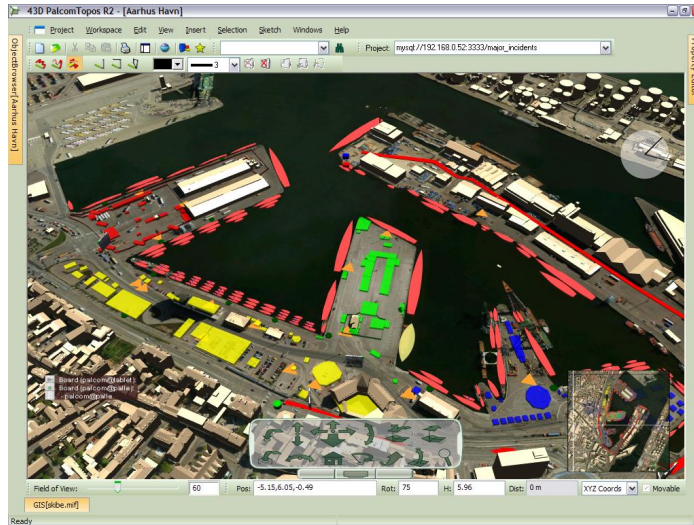 43D PalcomTopos R2 - [Aarhus Havn]
Project Workspace Edit View Insert Selection Sketch Windows Help
Project: mysql://192.168.0.52:3333/major_incidents
3
ObjectBrowser[Aarhus Havn]
Property Editor
Board (palcom@table):
Board (palcom@palle):
- palcom@palle
Field of View: 60 Pos: -5.15,6.05,-0.49 Rot: 75 H: 5.96 Dist: 0 m XYZ Coords Movable
GIS[skibe.mif]
Ready